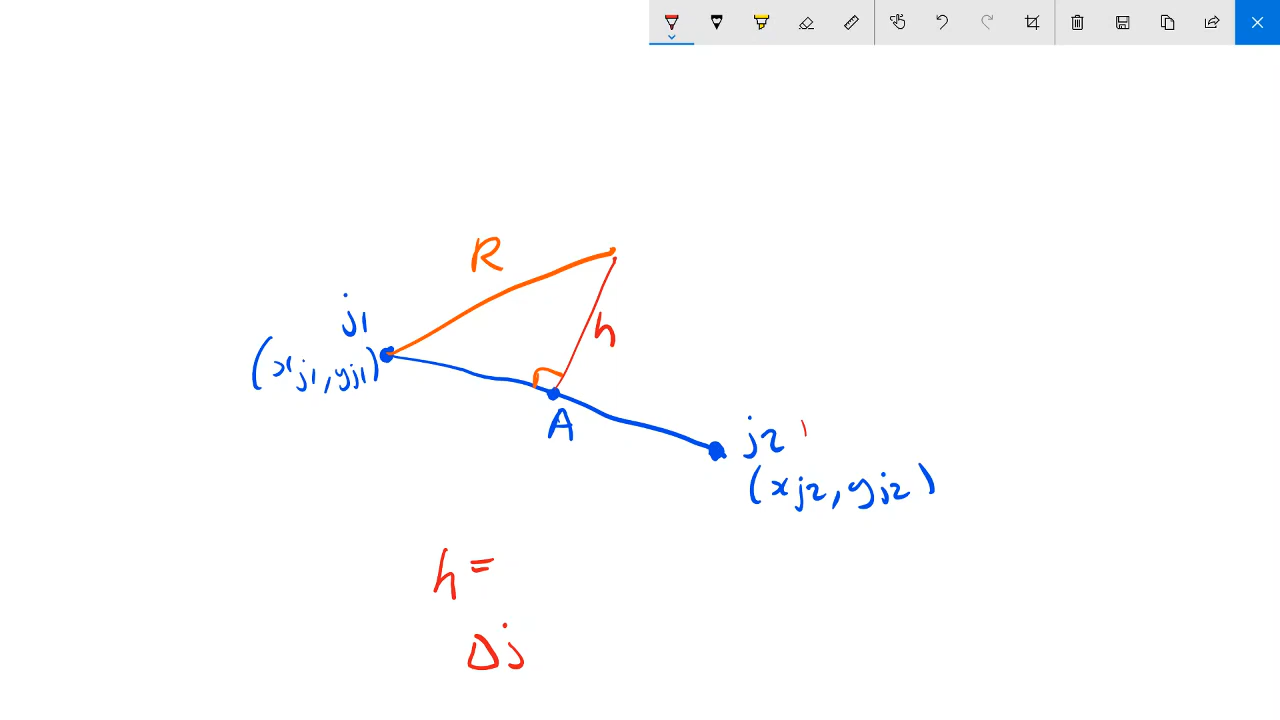 R
j1
(xj1, yj1)
h
A
j2
(xj2, yj2)
h =
Δj